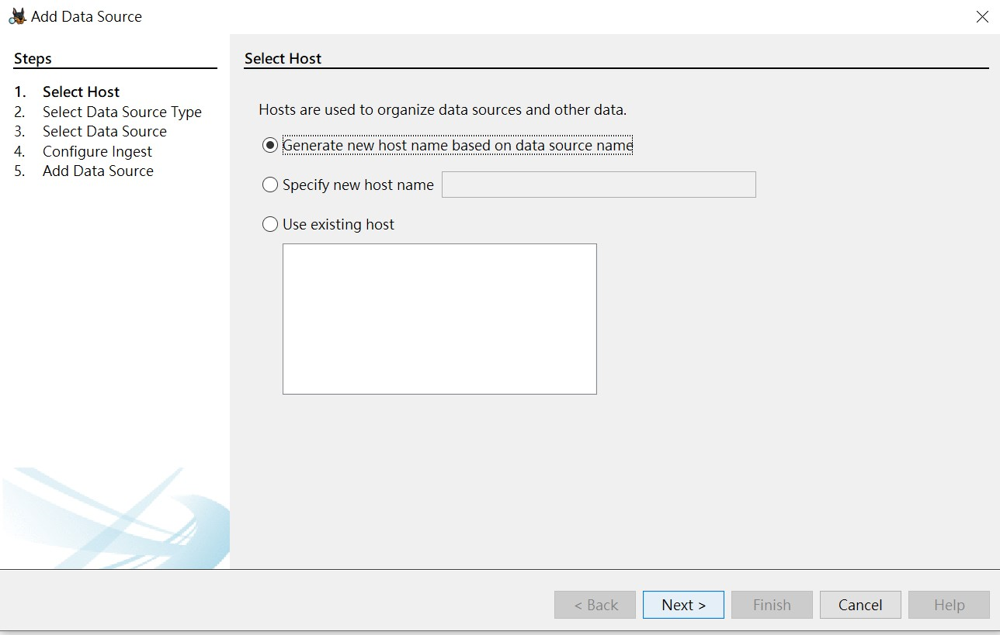 Add Data Source
Steps
1. Select Host
2. Select Data Source Type
3. Select Data Source
4. Configure Ingest
5. Add Data Source
Select Host
Hosts are used to organize data sources and other data.
Generate new host name based on data source name
Specify new host name
Use existing host
< Back
Next >
Finish
Cancel
Help